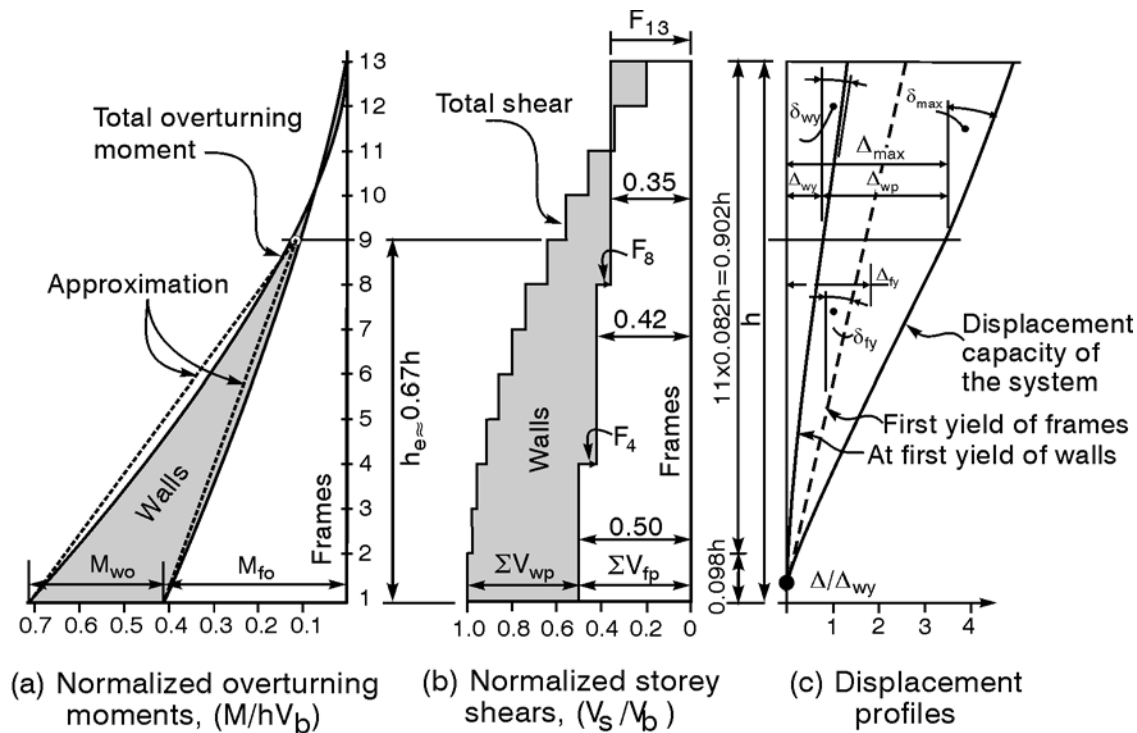 13
12
11
10
9
8
7
6
5
4
3
2
1
Total overturning
moment
Approximation
Walls
Frames
M_wo
M_fo
0.7
0.6
0.5
0.4
0.3
0.2
0.1
h_e≈0.67h
(a) Normalized overturning
moments, (M/hV_b)
F_13
Total shear
0.35
F_8
0.42
Walls
F_4
Frames
0.50
ΣV_wp
ΣV_fp
1.0
0.8
0.6
0.4
0.2
0
(b) Normalized storey
shears, (V_s/V_b)
11x0.082h=0.902h
0.098h
h
δ_wy
δ_max
Δ_max
Δ_wy
Δ_wp
Δ_fy
δ_fy
Displacement
capacity of
the system
First yield of frames
At first yield of walls
Δ/Δ_wy
1
2
3
4
(c) Displacement
profiles